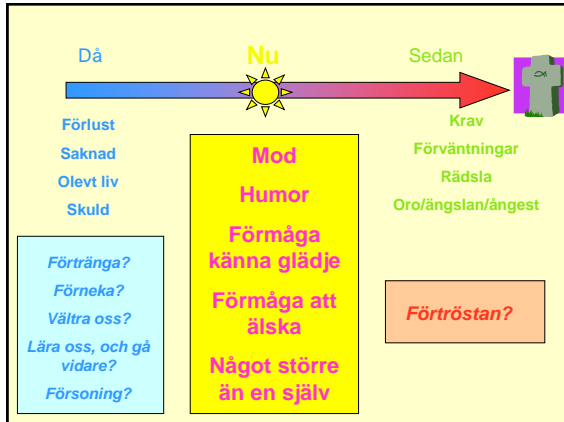 Då
Nu
Sedan
Förlust
Saknad
Olevt liv
Skuld
Krav
Förväntningar
Rädsla
Oro/ängslan/ångest
Förtränga?
Förneka?
Vältra oss?
Lära oss, och gå
vidare?
Försoning?
Mod
Humor
Förmåga
känna glädje
Förmåga att
älska
Något större
än en själv
Förtröstan?